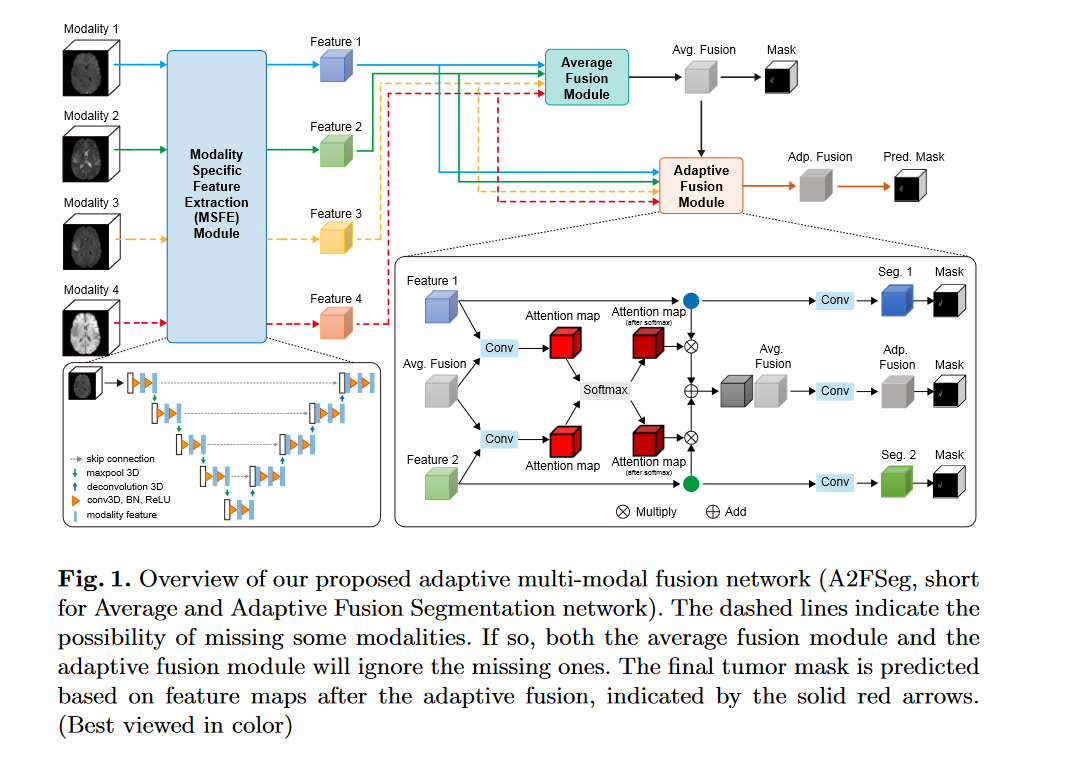 Modality 1
Modality 2
Modality 3
Modality 4
Modality
Specific
Feature
Extraction
(MSFE)
Module
Feature 1
Feature 2
Feature 3
Feature 4
Average
Fusion
Module
Avg. Fusion
Mask
Adaptive
Fusion
Module
Adp. Fusion
Pred. Mask
skip connection
maxpool 3D
deconvolution 3D
conv3D, BN, ReLU
modality feature
Feature 1
Avg. Fusion
Feature 2
Conv
Conv
Attention map
Attention map
Softmax
Attention map
(after softmax)
Attention map
(after softmax)
Avg.
Fusion
Conv
Conv
Conv
Seg. 1
Mask
Adp.
Fusion
Mask
Seg. 2
Mask
Multiply
Add
Fig. 1. Overview of our proposed adaptive multi-modal fusion network (A2FSeg, short
for Average and Adaptive Fusion Segmentation network). The dashed lines indicate the
possibility of missing some modalities. If so, both the average fusion module and the
adaptive fusion module will ignore the missing ones. The final tumor mask is predicted
based on feature maps after the adaptive fusion, indicated by the solid red arrows.
(Best viewed in color)